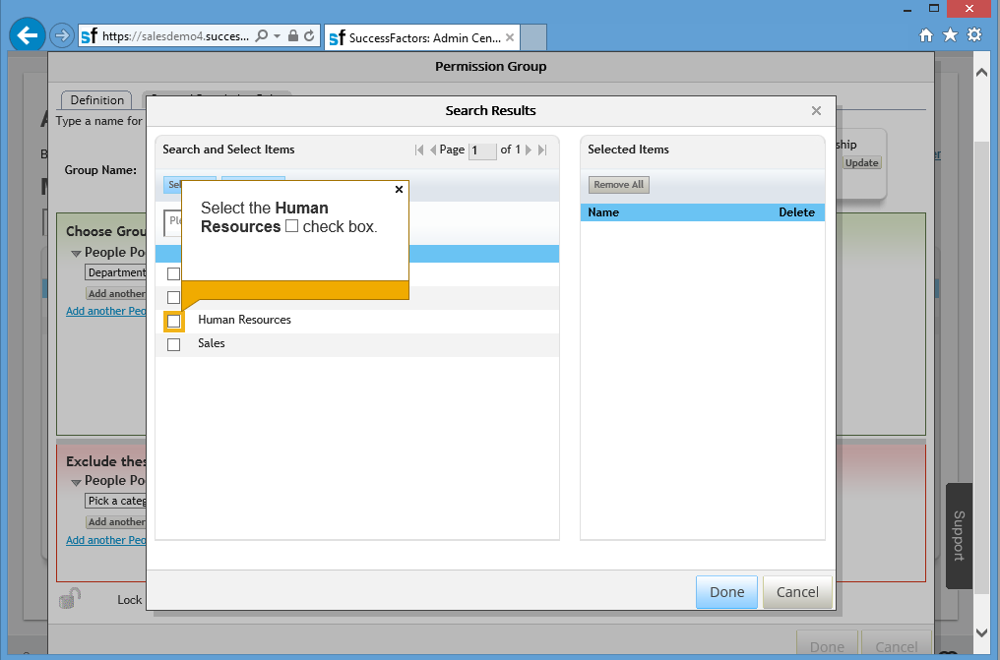 https://salesdemo4.succes...
SuccessFactors: Admin Cen...
Permission Group
Definition
Type a name for
Group Name:
ship
Update
Choose Grou
People Po
Department
Add another
Add another Peo
Exclude thes
People Po
Pick a categ
Add another
Add another Peo
Lock
Search Results
Search and Select Items
Page 1 of 1
Sel
Ple
Select the Human
Resources check box.
Human Resources
Sales
Selected Items
Remove All
Name Delete
Done Cancel
Support
Done Cancel